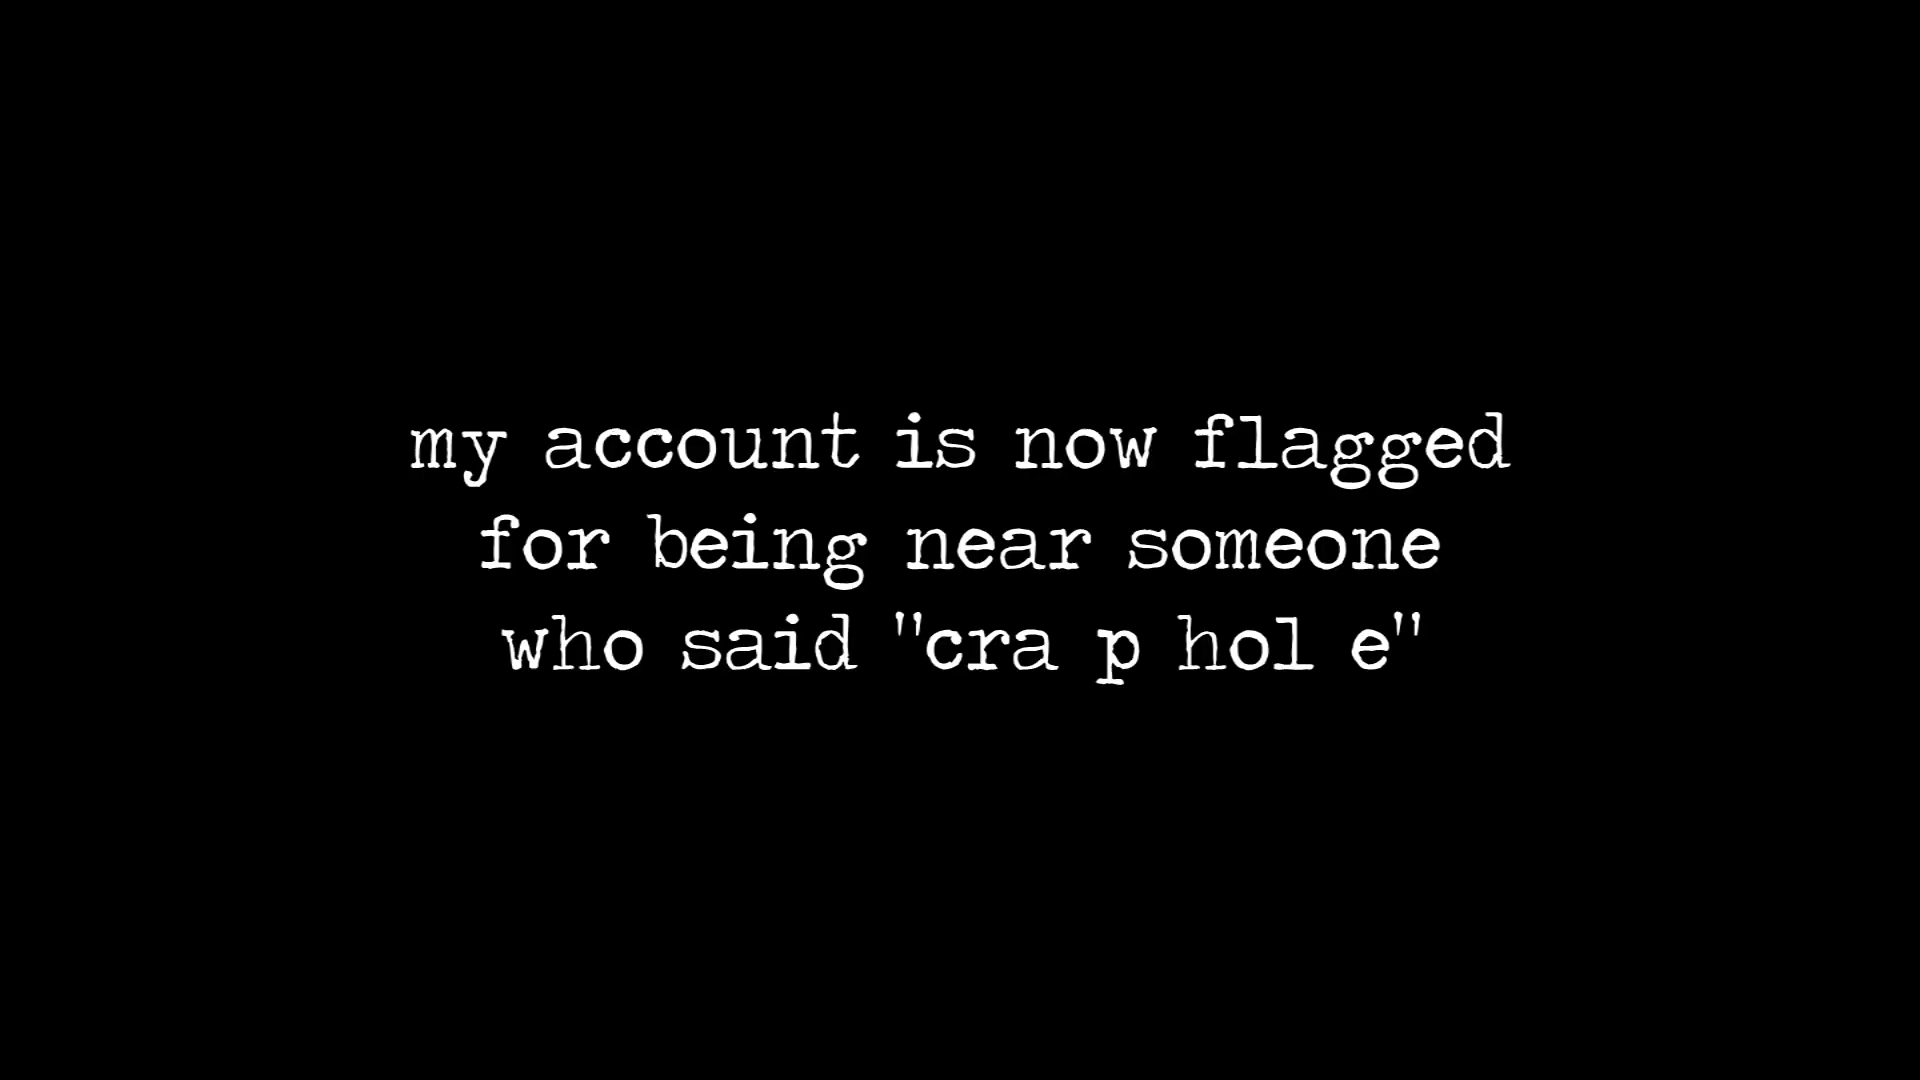 my account is now flagged
for being near someone
who said "cra p hol e"